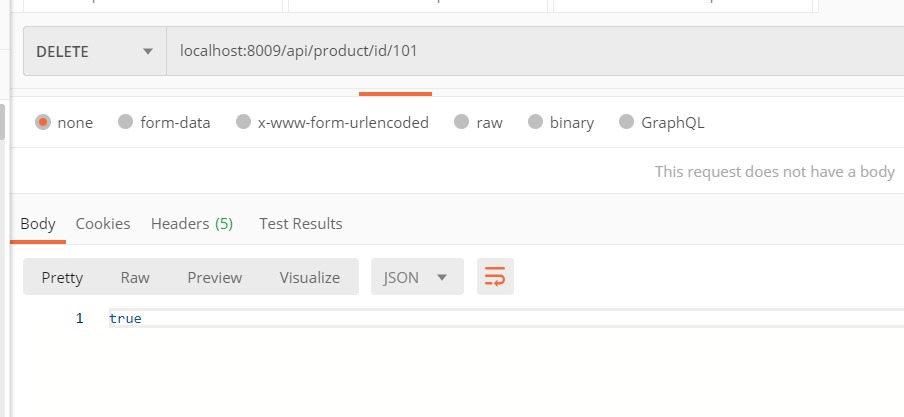 DELETE localhost:8009/api/product/id/101
none form-data x-www-form-urlencoded raw binary GraphQL
This request does not have a body
Body Cookies Headers (5) Test Results
Pretty Raw Preview Visualize JSON
1 true